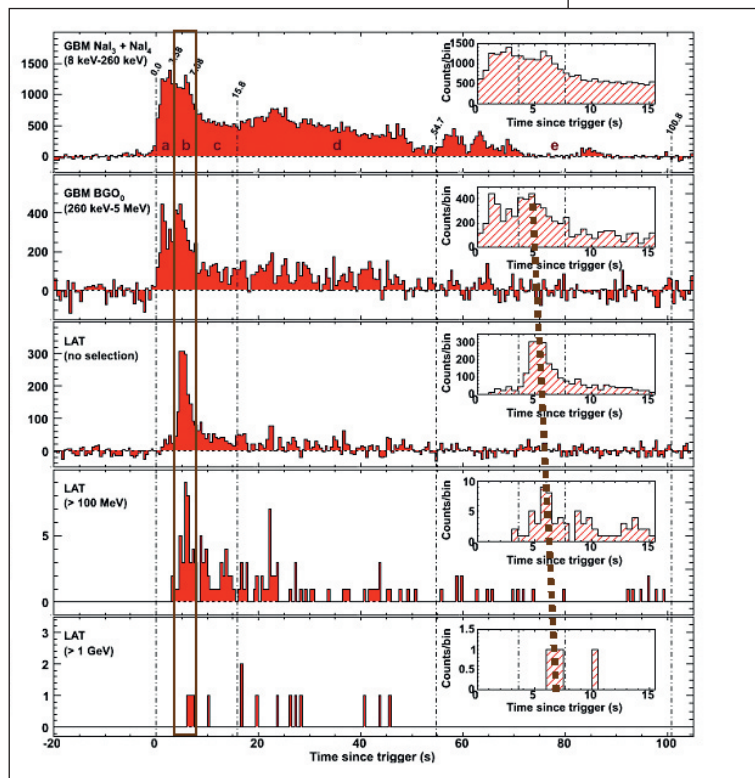 GBM NaI3 + NaI4
(8 keV-260 keV)
0.0
7.68
15.8
54.7
100.8
1500
1000
500
0
a b c d e
Counts/bin
1500
1000
500
0
0 5 10 15
Time since trigger (s)
GBM BGO0
(260 keV-5 MeV)
400
200
0
Counts/bin
400
200
0
0 5 10 15
Time since trigger (s)
LAT
(no selection)
300
200
100
0
Counts/bin
300
200
100
0
0 5 10 15
Time since trigger (s)
LAT
(> 100 MeV)
5
0
Counts/bin
10
5
0
0 5 10 15
Time since trigger (s)
LAT
(> 1 GeV)
3
2
1
0
Counts/bin
1.5
1
0.5
0
0 5 10 15
Time since trigger (s)
-20 0 20 40 60 80 100
Time since trigger (s)